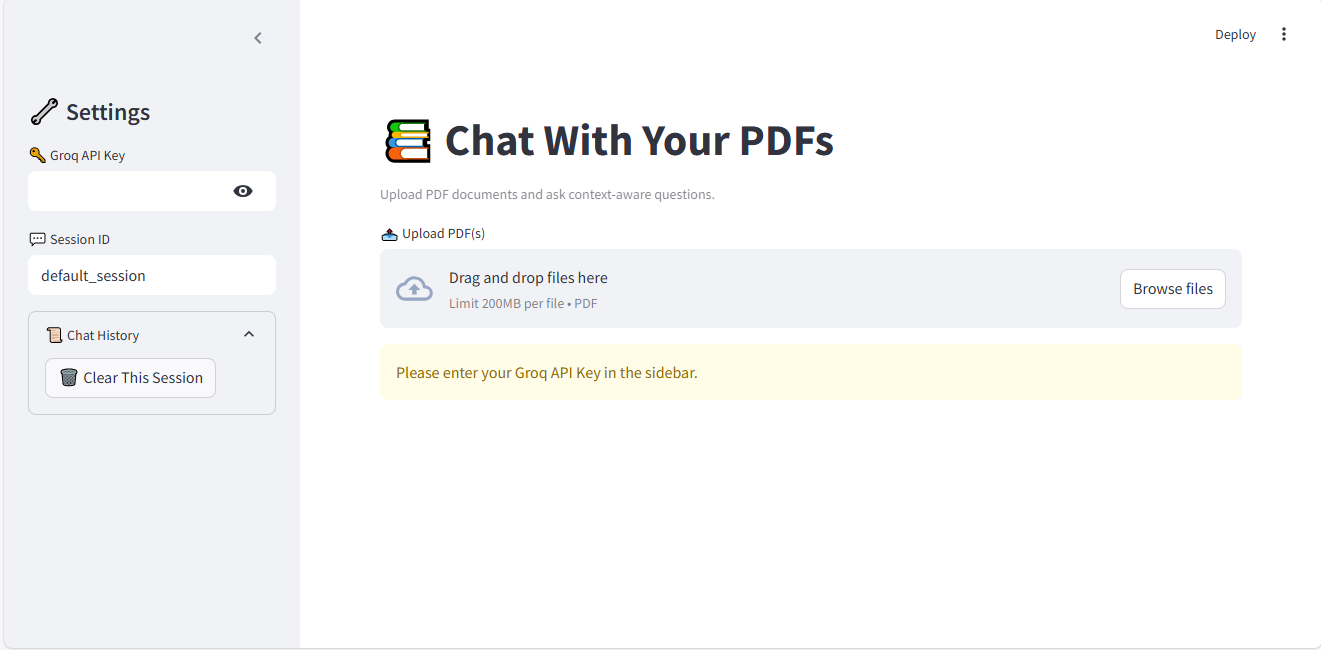 Deploy
Settings
Groq API Key
Session ID
default_session
Chat History
Clear This Session
Chat With Your PDFs
Upload PDF documents and ask context-aware questions.
Upload PDF(s)
Drag and drop files here
Limit 200MB per file • PDF
Browse files
Please enter your Groq API Key in the sidebar.